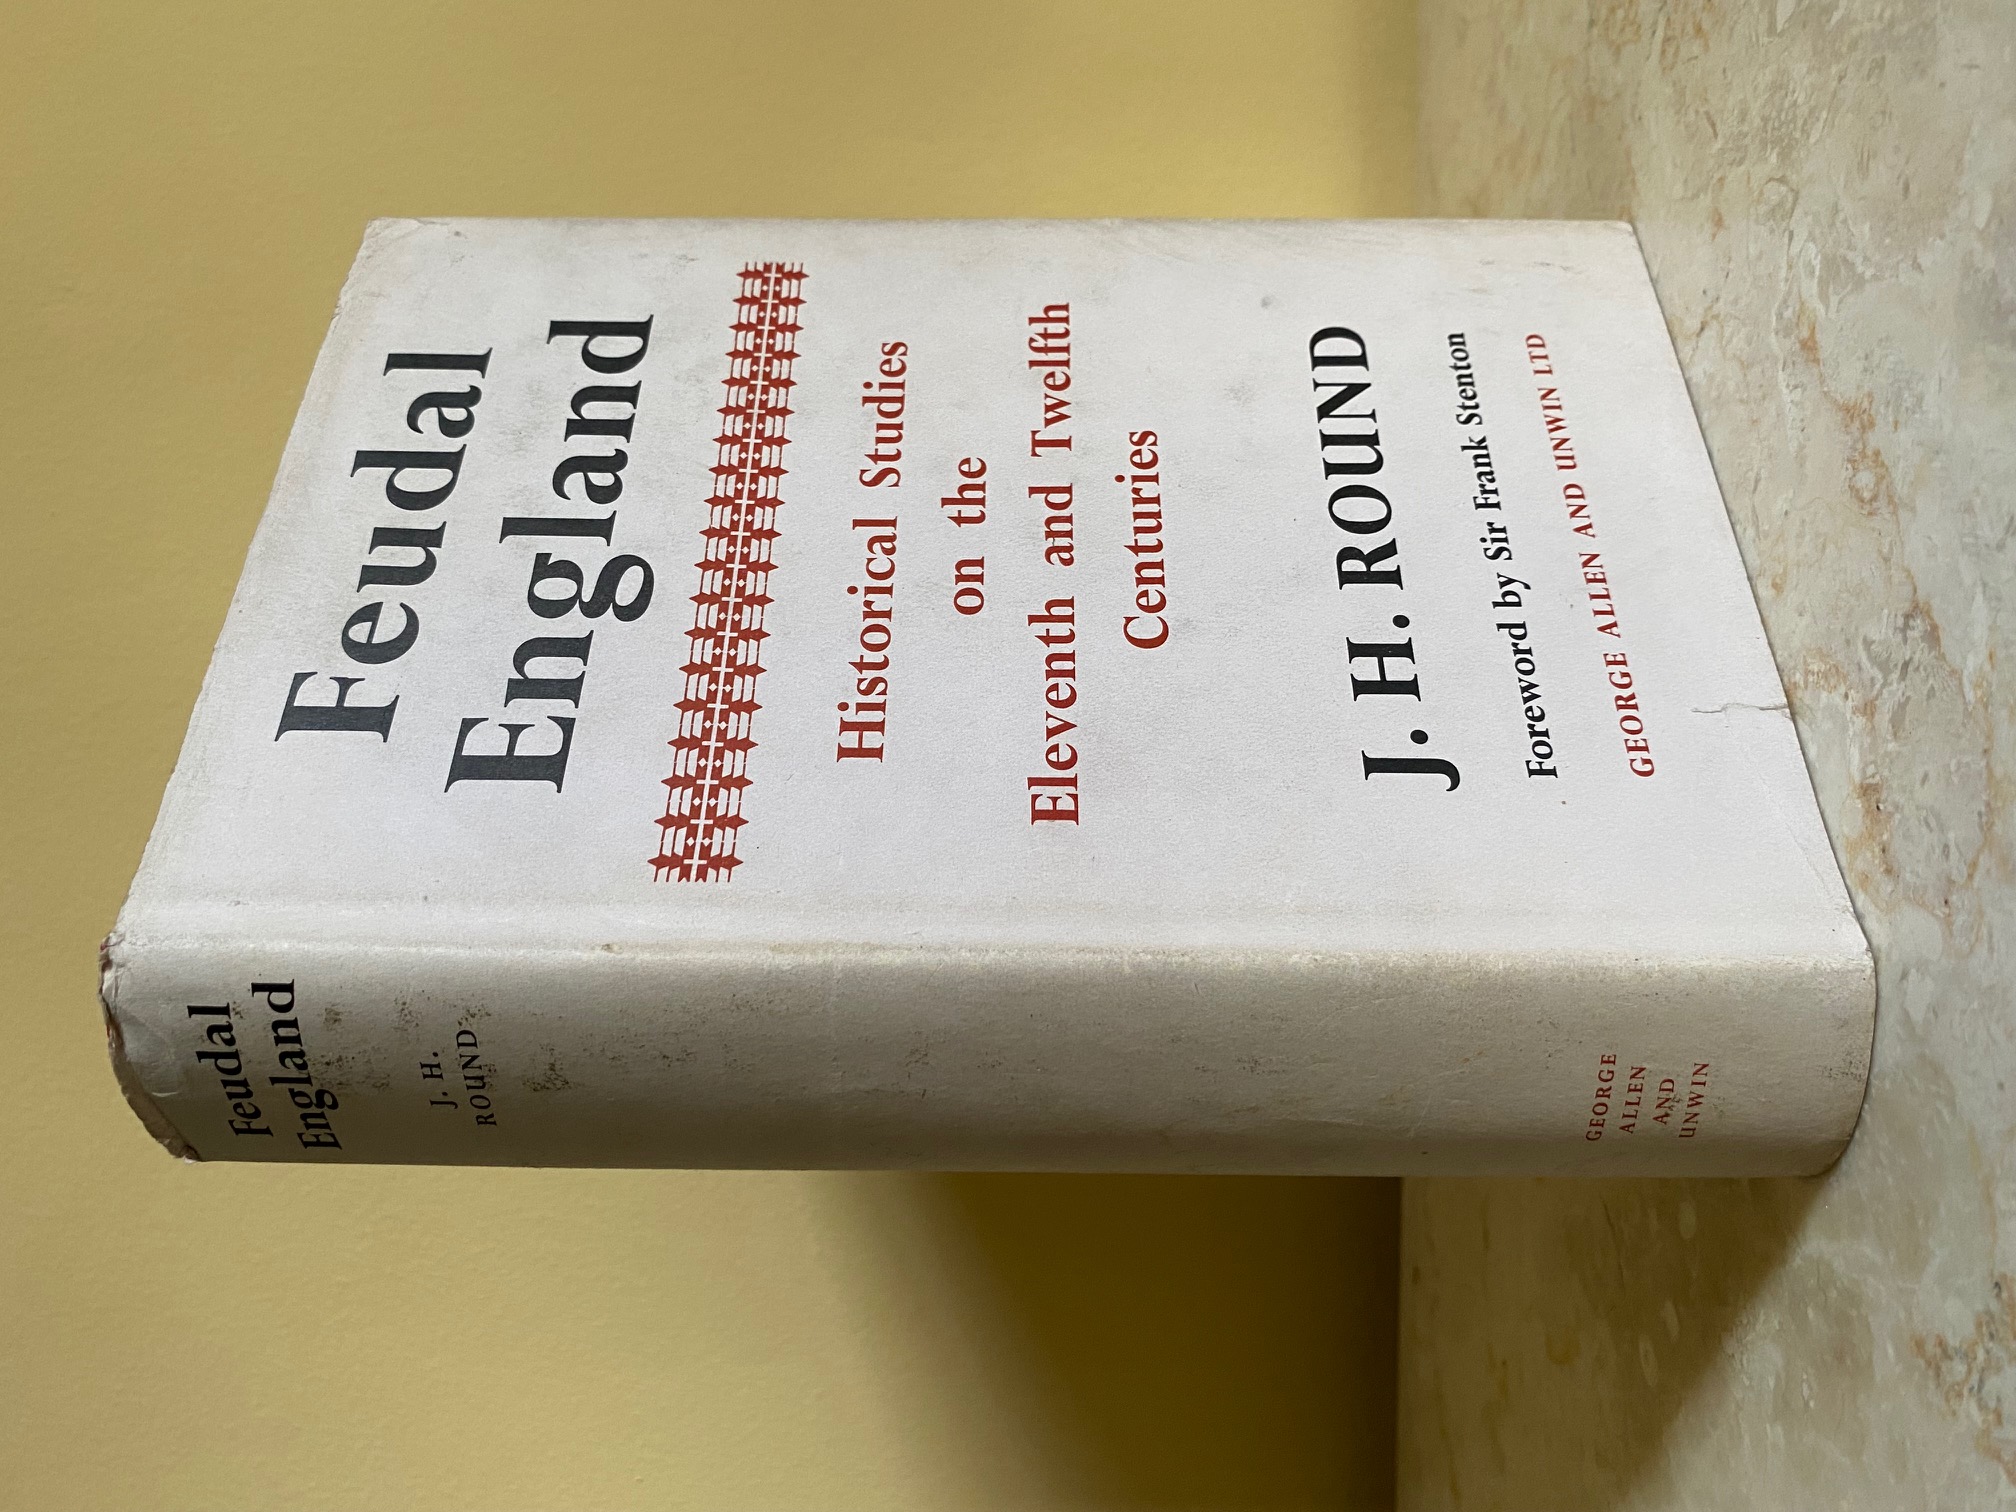 Feudal
England
Historical Studies
on the
Eleventh and Twelfth
Centuries
J. H. ROUND
Foreword by Sir Frank Stenton
GEORGE ALLEN AND UNWIN LTD
Feudal
England
J. H.
ROUND
GEORGE
ALLEN
AND
UNWIN